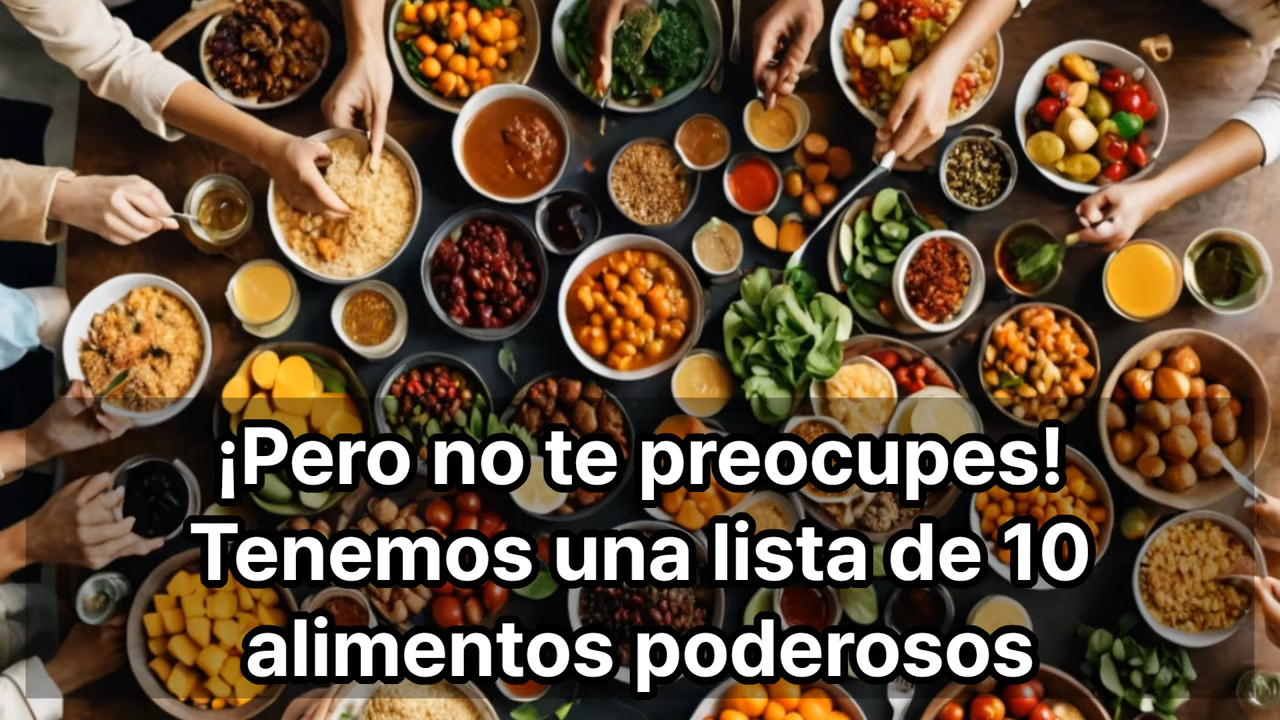 ¡Pero no te preocupes!
Tenemos una lista de 10
alimentos poderosos